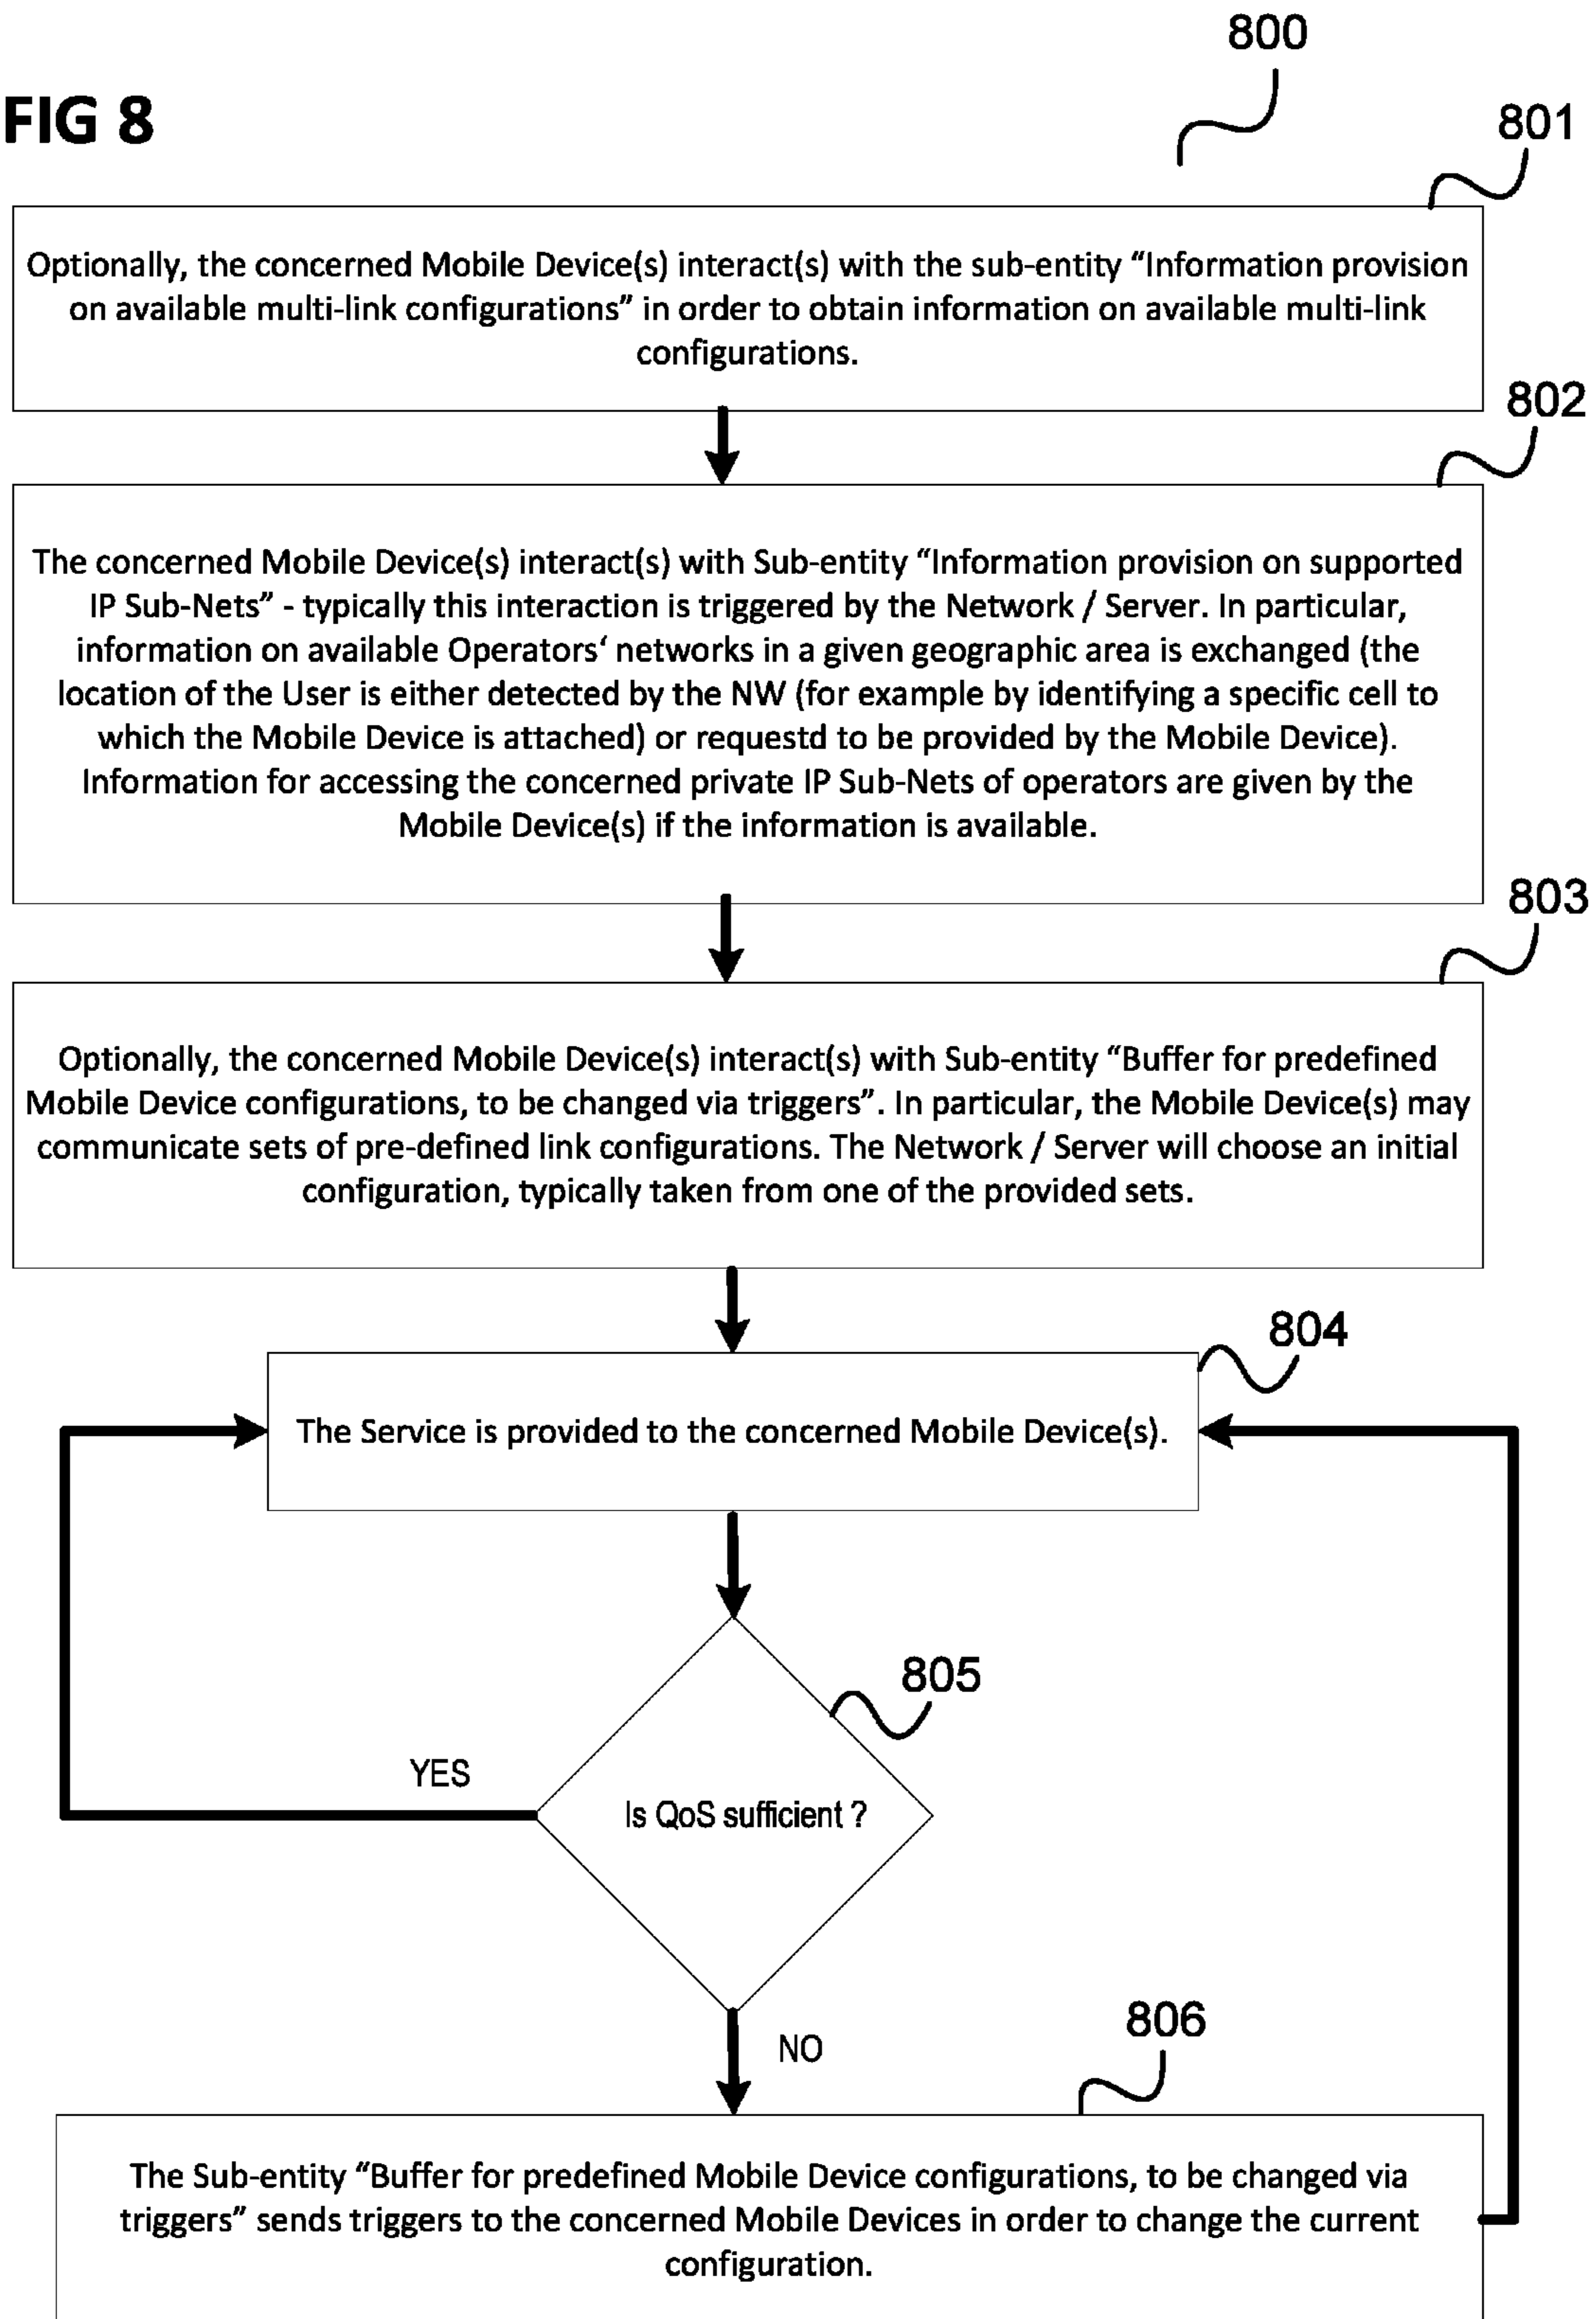 800
FIG 8
801
Optionally, the concerned Mobile Device(s) interact(s) with the sub-entity “Information provision
on available multi-link configurations” in order to obtain information on available multi-link
configurations.
802
The concerned Mobile Device(s) interact(s) with Sub-entity “Information provision on supported
IP Sub-Nets” - typically this interaction is triggered by the Network / Server. In particular,
information on available Operators‘ networks in a given geographic area is exchanged (the
location of the User is either detected by the NW (for example by identifying a specific cell to
which the Mobile Device is attached) or requestd to be provided by the Mobile Device).
Information for accessing the concerned private IP Sub-Nets of operators are given by the
Mobile Device(s) if the information is available.
803
Optionally, the concerned Mobile Device(s) interact(s) with Sub-entity “Buffer for predefined
Mobile Device configurations, to be changed via triggers”. In particular, the Mobile Device(s) may
communicate sets of pre-defined link configurations. The Network / Server will choose an initial
configuration, typically taken from one of the provided sets.
804
The Service is provided to the concerned Mobile Device(s).
805
YES
Is QoS sufficient ?
NO
806
The Sub-entity “Buffer for predefined Mobile Device configurations, to be changed via
triggers” sends triggers to the concerned Mobile Devices in order to change the current
configuration.